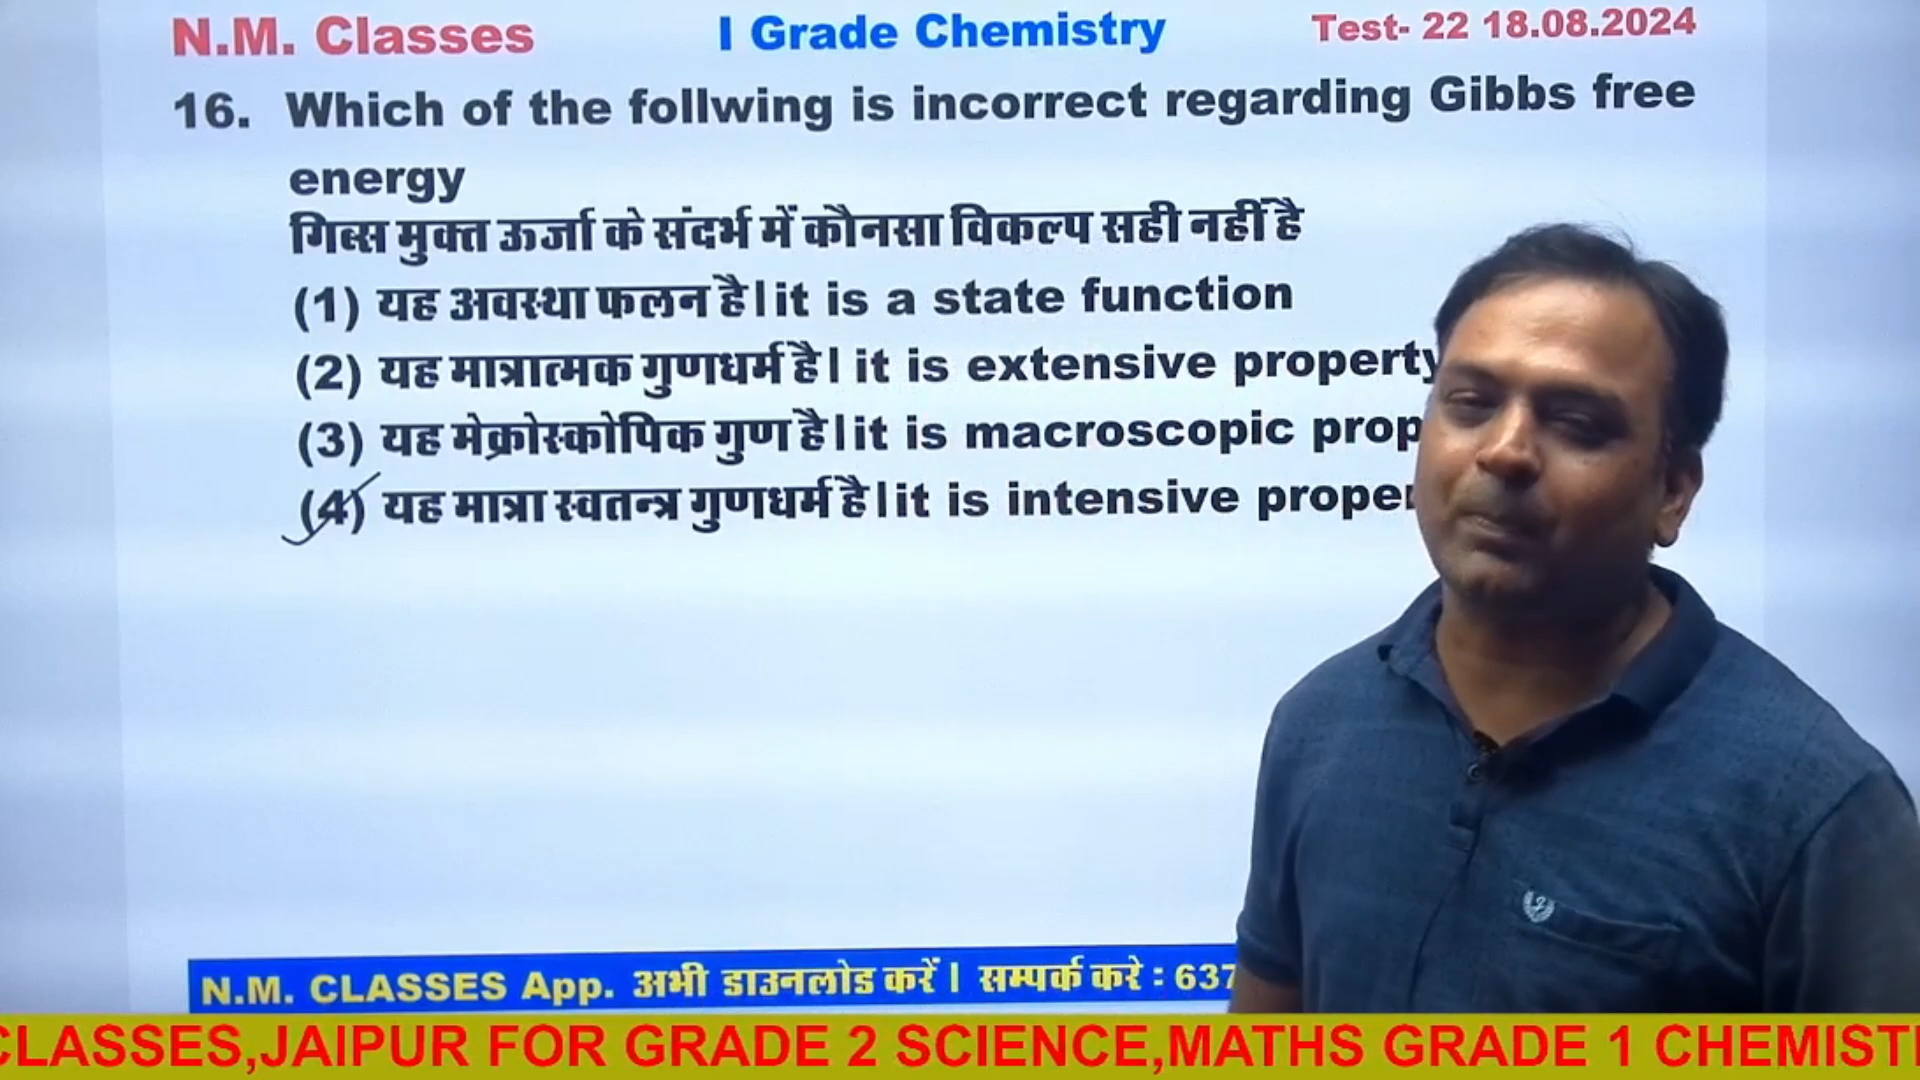 N.M. Classes I Grade Chemistry Test- 22 18.08.2024
16. Which of the follwing is incorrect regarding Gibbs free
energy
गिब्स मुक्त ऊर्जा के संदर्भ में कौनसा विकल्प सही नहीं है
(1) यह अवस्था फलन है। it is a state function
(2) यह मात्रात्मक गुणधर्म है। it is extensive property
(3) यह मेक्रोस्कोपिक गुण है। it is macroscopic prop
(4) यह मात्रा स्वतन्त्र गुणधर्म है। it is intensive proper
N.M. CLASSES App. अभी डाउनलोड करें। सम्पर्क करे : 637
CLASSES,JAIPUR FOR GRADE 2 SCIENCE,MATHS GRADE 1 CHEMIST